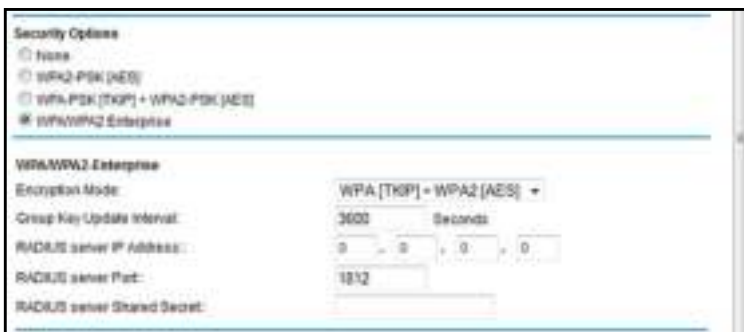 Security Options
None
WPA2-PSK [AES]
WPA-PSK [TKIP] + WPA2-PSK [AES]
WPA/WPA2 Enterprise
WPA/WPA2-Enterprise
Encryption Mode: WPA [TKIP] + WPA2 [AES]
Group Key Update Interval: 3600 Seconds
RADIUS server IP Address: 0 . 0 . 0 . 0
RADIUS server Port: 1812
RADIUS server Shared Secret: